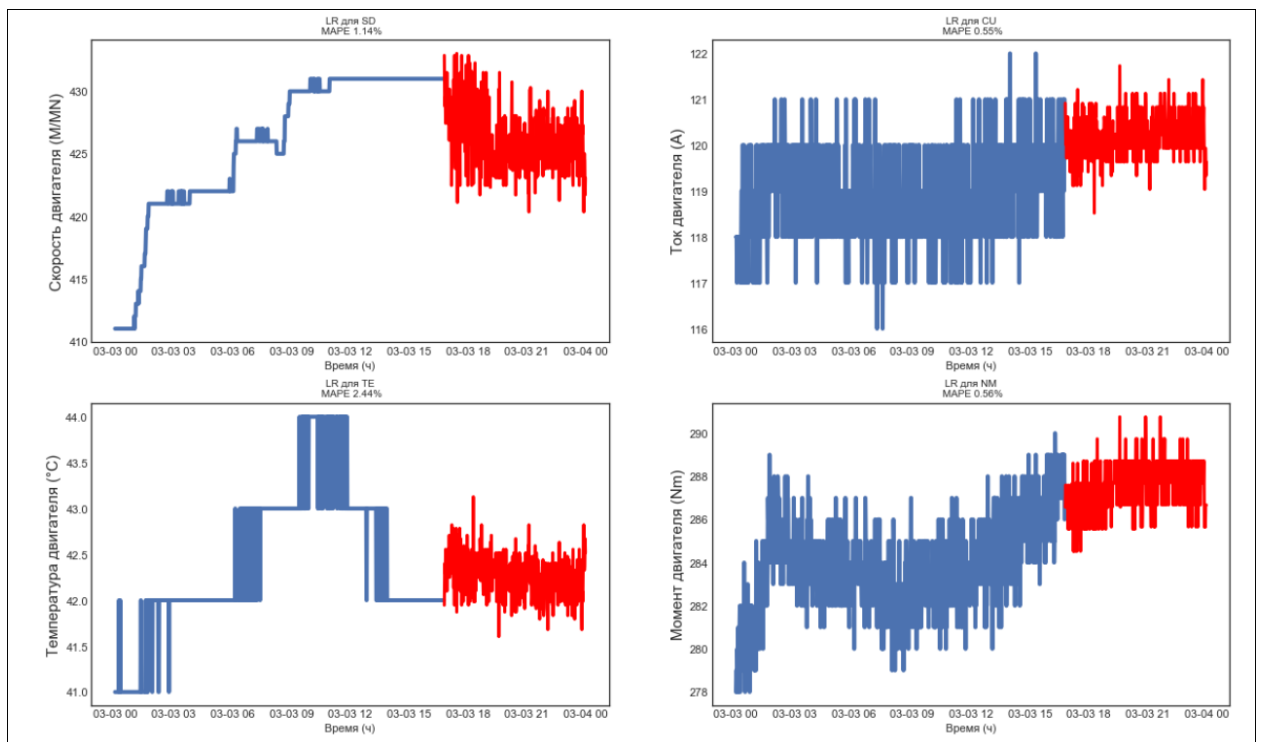 LR для SD
MAPE 1.14%
Скорость двигателя (M/MN)
430
425
420
415
410
03-03 00 03-03 03 03-03 06 03-03 09 03-03 12 03-03 15 03-03 18 03-03 21 03-04 00
Время (ч)
LR для CU
MAPE 0.55%
Ток двигателя (А)
122
121
120
119
118
117
116
03-03 00 03-03 03 03-03 06 03-03 09 03-03 12 03-03 15 03-03 18 03-03 21 03-04 00
Время (ч)
LR для TE
MAPE 2.44%
Температура двигателя (°C)
44.0
43.5
43.0
42.5
42.0
41.5
41.0
03-03 00 03-03 03 03-03 06 03-03 09 03-03 12 03-03 15 03-03 18 03-03 21 03-04 00
Время (ч)
LR для NM
MAPE 0.56%
Момент двигателя (Nm)
290
288
286
284
282
280
278
03-03 00 03-03 03 03-03 06 03-03 09 03-03 12 03-03 15 03-03 18 03-03 21 03-04 00
Время (ч)